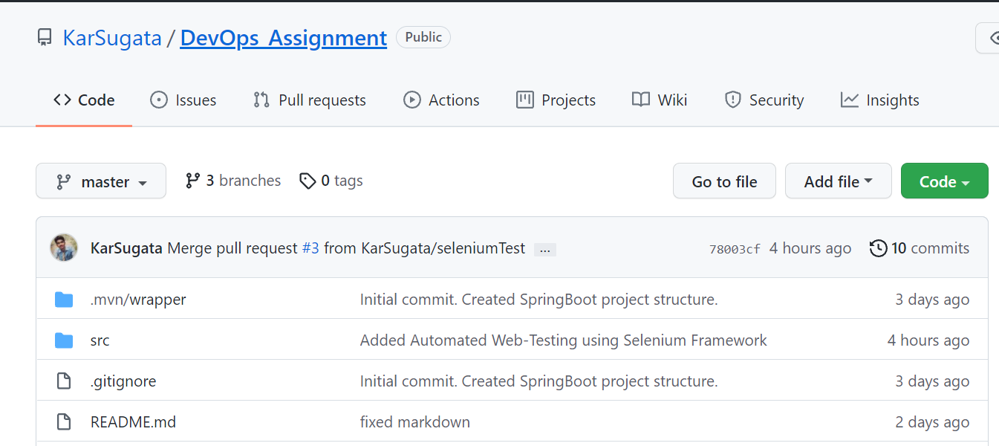 KarSugata / DevOps_Assignment Public
Code Issues Pull requests Actions Projects Wiki Security Insights
master 3 branches 0 tags Go to file Add file Code
KarSugata Merge pull request #3 from KarSugata/seleniumTest ... 78003cf 4 hours ago 10 commits
.mvn/wrapper Initial commit. Created SpringBoot project structure. 3 days ago
src Added Automated Web-Testing using Selenium Framework 4 hours ago
.gitignore Initial commit. Created SpringBoot project structure. 3 days ago
README.md fixed markdown 2 days ago